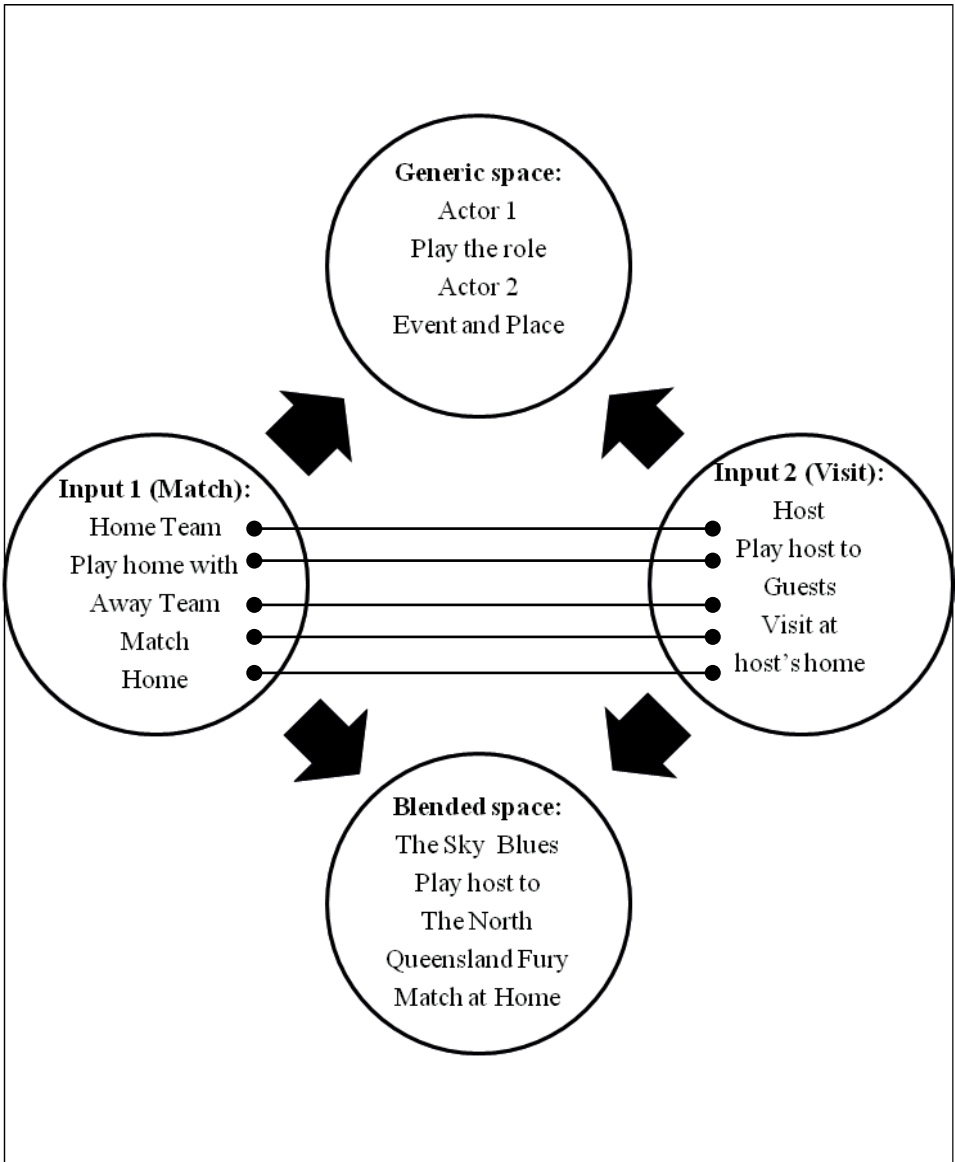 Generic space:
Actor 1
Play the role
Actor 2
Event and Place
Input 1 (Match):
Home Team
Play home with
Away Team
Match
Home
Input 2 (Visit):
Host
Play host to
Guests
Visit at
host's home
Blended space:
The Sky Blues
Play host to
The North
Queensland Fury
Match at Home